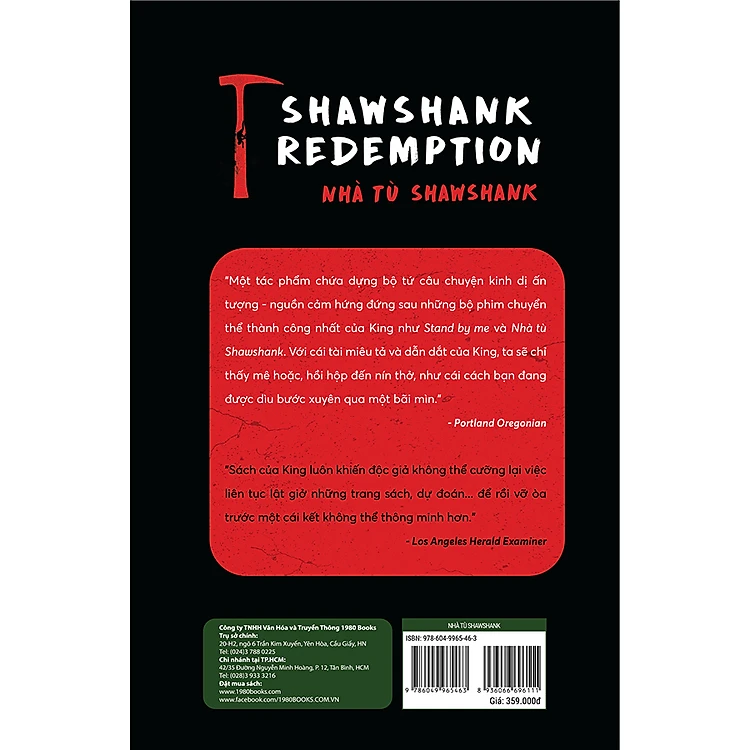 SHAWSHANK
REDEMPTION
NHÀ TÙ SHAWSHANK
"Một tác phẩm chứa dựng bộ tứ câu chuyện kinh dị ấn
tượng - nguồn cảm hứng đứng sau những bộ phim chuyển
thể thành công nhất của King như Stand by me và Nhà tù
Shawshank. Với cái tài miêu tả và dẫn dắt của King, ta sẽ chỉ
thấy mê hoặc, hồi hộp đến nín thở, như cái cách bạn đang
được dìu bước xuyên qua một bãi mìn."
- Portland Oregonian
"Sách của King luôn khiến độc giả không thể cưỡng lại việc
liên tục lật giở những trang sách, dự đoán... để rồi vỡ òa
trước một cái kết không thể thông minh hơn."
- Los Angeles Herald Examiner
Công ty TNHH Văn Hóa và Truyền Thông 1980 Books
Trụ sở chính:
20-H2, ngõ 6 Trần Kim Xuyến, Yên Hòa, Cầu Giấy, HN
Tel: (024)3 788 0225
Chi nhánh tại TP.HCM:
42/35 Đường Nguyễn Minh Hoàng, P. 12, Tân Bình, HCM
Tel: (028)3 933 3216
Đặt mua sách:
www.1980books.com
www.facebook.com/1980BOOKS.COM.VN
NHÀ TÙ SHAWSHANK
ISBN: 978-604-9965-46-3
9 786049 965463
8 936066 696111
Giá: 359.000đ